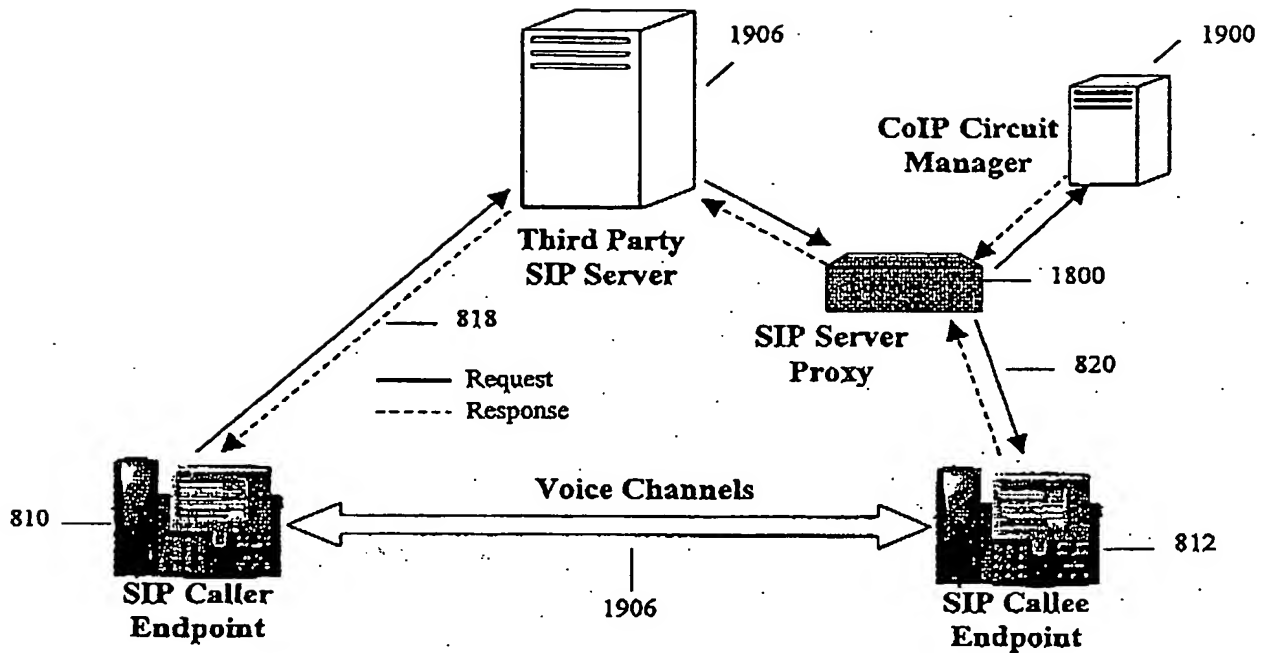 1906
1900
CoIP Circuit
Manager
Third Party
SIP Server
1800
818
SIP Server
Proxy
820
Request
Response
Voice Channels
810
812
SIP Caller
Endpoint
1906
SIP Callee
Endpoint